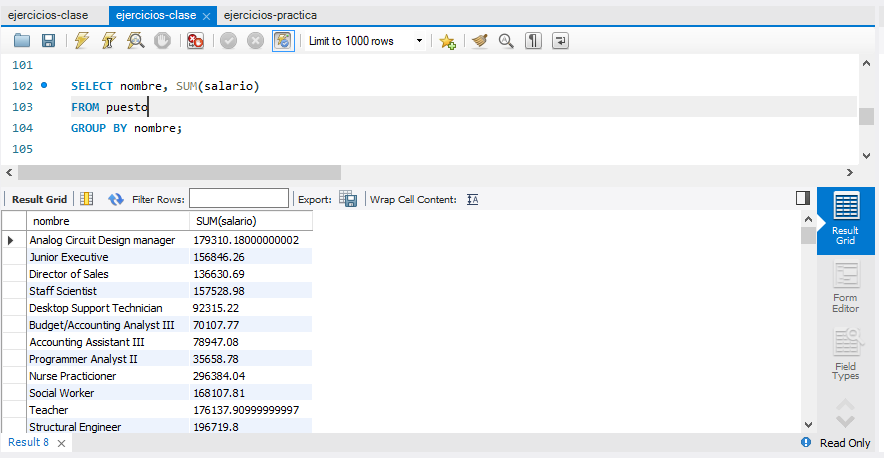 ejercicios-clase ejercicios-clase × ejercicios-practica
Limit to 1000 rows
101
102 SELECT nombre, SUM(salario)
103 FROM puesto
104 GROUP BY nombre;
105
Result Grid Filter Rows: Export: Wrap Cell Content: IA
nombre SUM(salario)
Analog Circuit Design manager 179310.18000000002
Junior Executive 156846.26
Director of Sales 136630.69
Staff Scientist 157528.98
Desktop Support Technician 92315.22
Budget/Accounting Analyst III 70107.77
Accounting Assistant III 78947.08
Programmer Analyst II 35658.78
Nurse Practicioner 296384.04
Social Worker 168107.81
Teacher 176137.90999999997
Structural Engineer 196719.8
Result
Grid
Form
Editor
Field
Types
Result 8 × Read Only